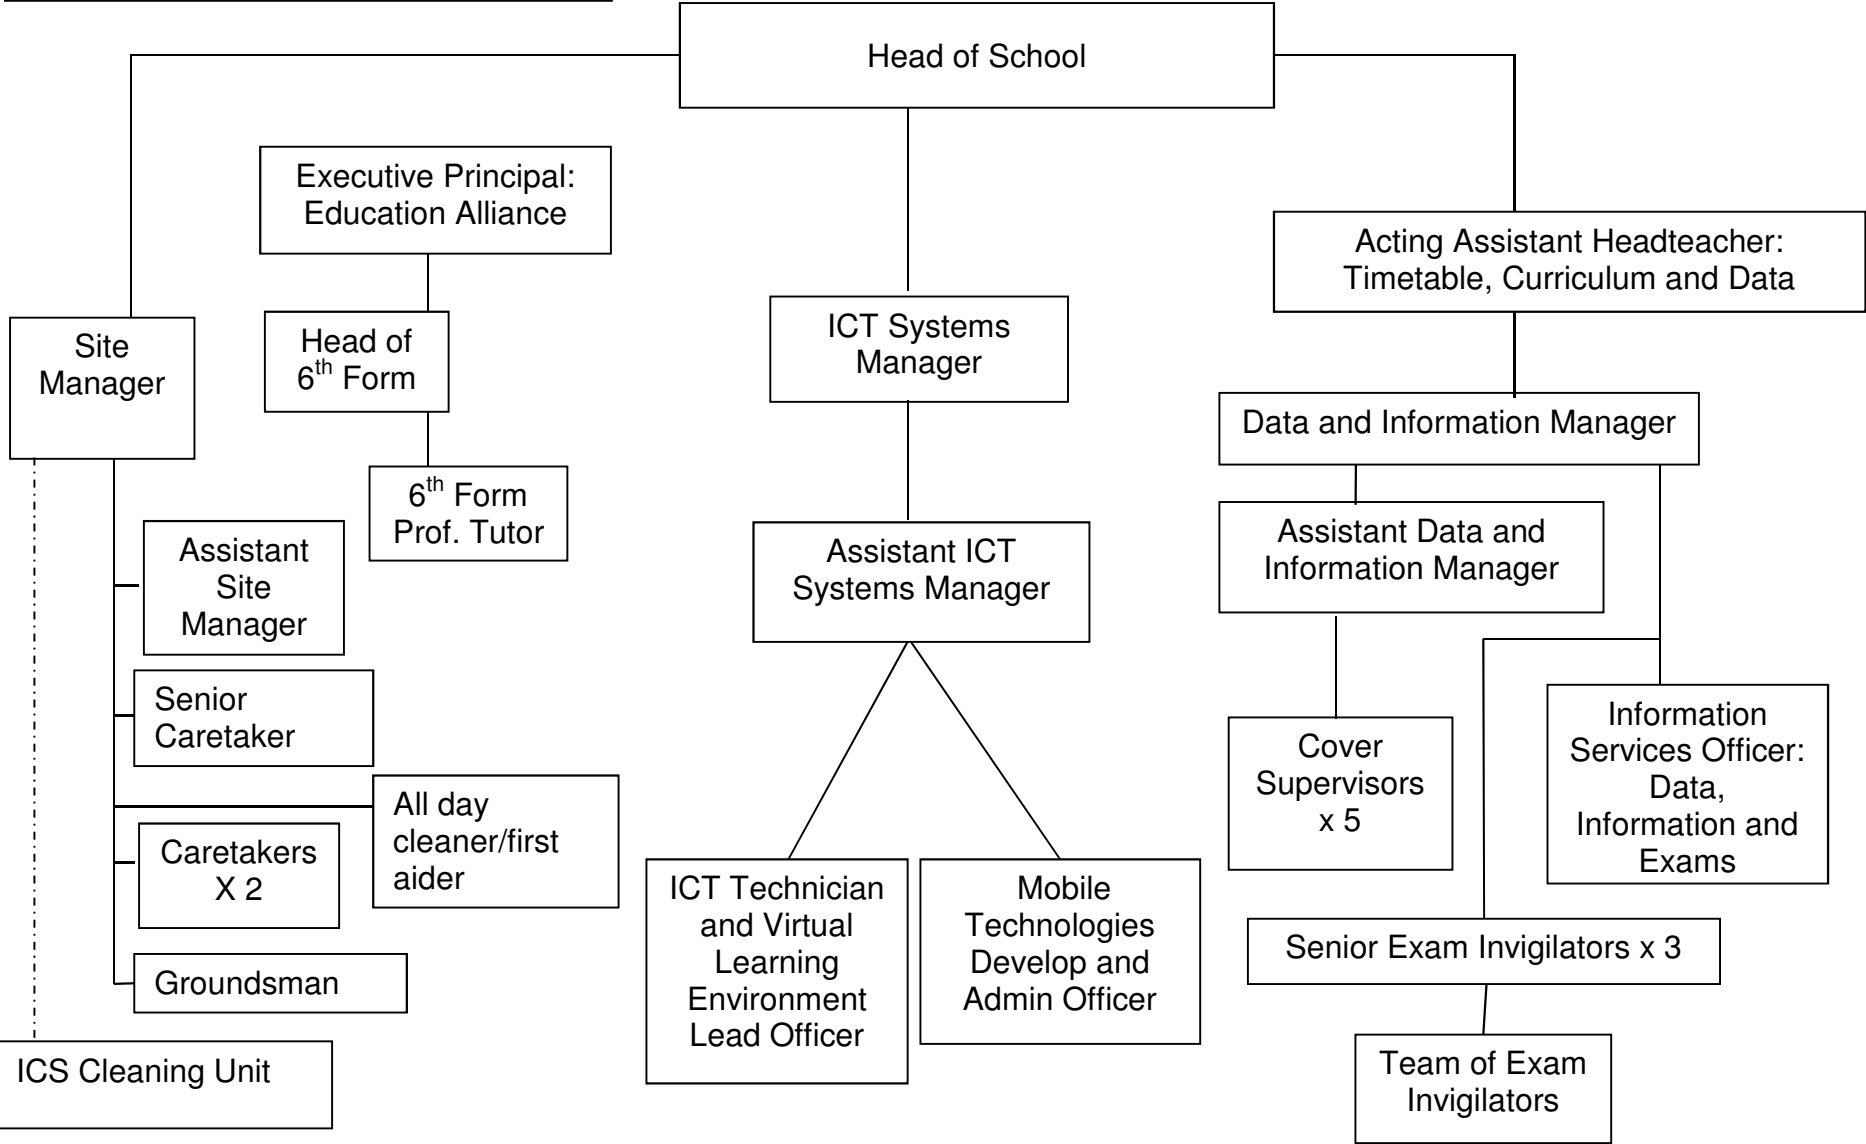 Head of School
Executive Principal:
Education Alliance
Acting Assistant Headteacher:
Timetable, Curriculum and Data
Site
Manager
Head of
6th Form
ICT Systems
Manager
Data and Information Manager
6th Form
Prof. Tutor
Assistant
Site
Manager
Assistant ICT
Systems Manager
Assistant Data and
Information Manager
Senior
Caretaker
All day
cleaner/first
aider
Caretakers
X 2
Groundsman
ICS Cleaning Unit
ICT Technician
and Virtual
Learning
Environment
Lead Officer
Mobile
Technologies
Develop and
Admin Officer
Cover
Supervisors
x 5
Information
Services Officer:
Data,
Information and
Exams
Senior Exam Invigilators x 3
Team of Exam
Invigilators